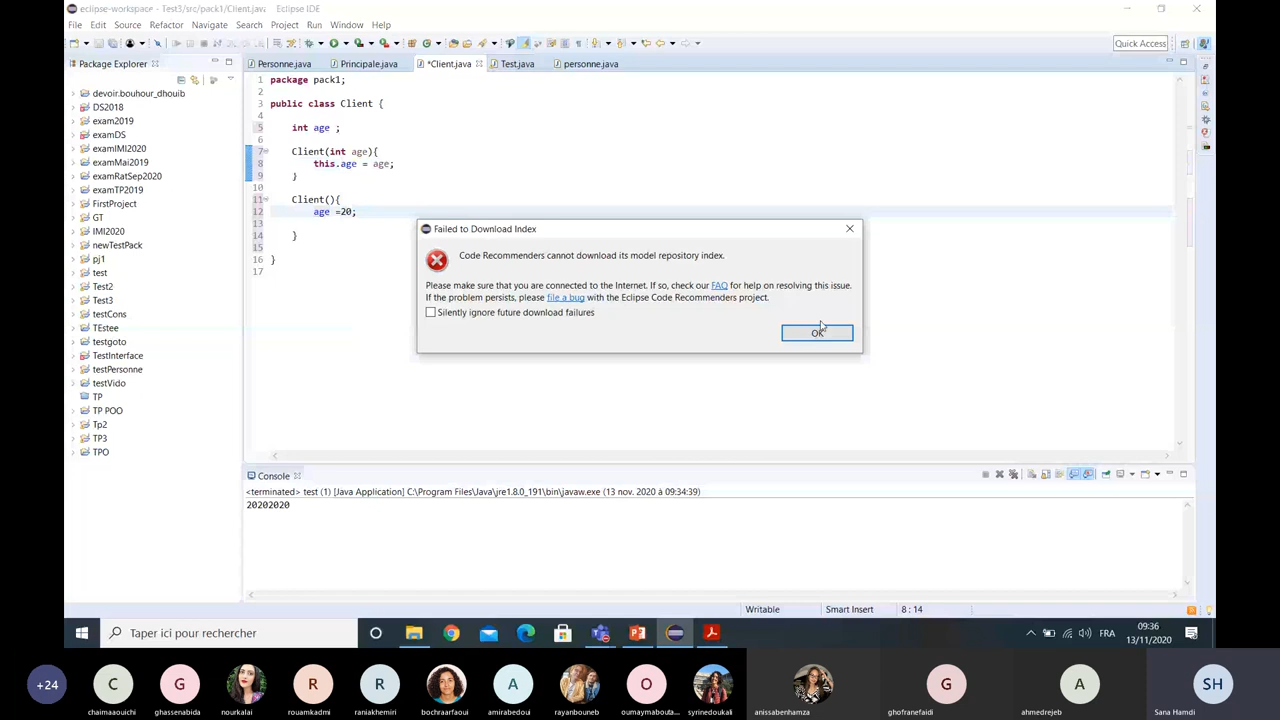 eclipse-workspace - Test3/src/pack1/Client.java - Eclipse IDE
File Edit Source Refactor Navigate Search Project Run Window Help
Quick Access
Package Explorer
Personne.java Principale.java *Client.java Test.java personne.java
devoir.bouhour_dhouib
DS2018
exam2019
examDS
examIMI2020
examMai2019
examRatSep2020
examTP2019
FirstProject
GT
IMI2020
newTestPack
pj1
test
Test2
Test3
testCons
TEstee
testgoto
TestInterface
testPersonne
testVido
TP
TP POO
Tp2
TP3
TPO
1 package pack1;
2
3 public class Client {
4
5 int age ;
6
7 Client(int age){
8 this.age = age;
9 }
10
11 Client(){
12 age =20;
13
14 }
15
16 }
17
Failed to Download Index
Code Recommenders cannot download its model repository index.
Please make sure that you are connected to the Internet. If so, check our FAQ for help on resolving this issue.
If the problem persists, please file a bug with the Eclipse Code Recommenders project.
Silently ignore future download failures
OK
Console
<terminated> test (1) [Java Application] C:\Program Files\Java\jre1.8.0_191\bin\javaw.exe (13 nov. 2020 à 09:34:39)
20202020
Writable Smart Insert 8 : 14
Taper ici pour rechercher
FRA
09:36
13/11/2020
+24 C G R R A O G A SH
chaimaaouichi ghassenabida nourkalai rouamkadmi raniakhemiri bochraarfaoui amirabedoui rayanbouneb oumaymabouta... syrinedoukali anissabenhamza ghofranefaidi ahmedrejeb Sana Hamdi